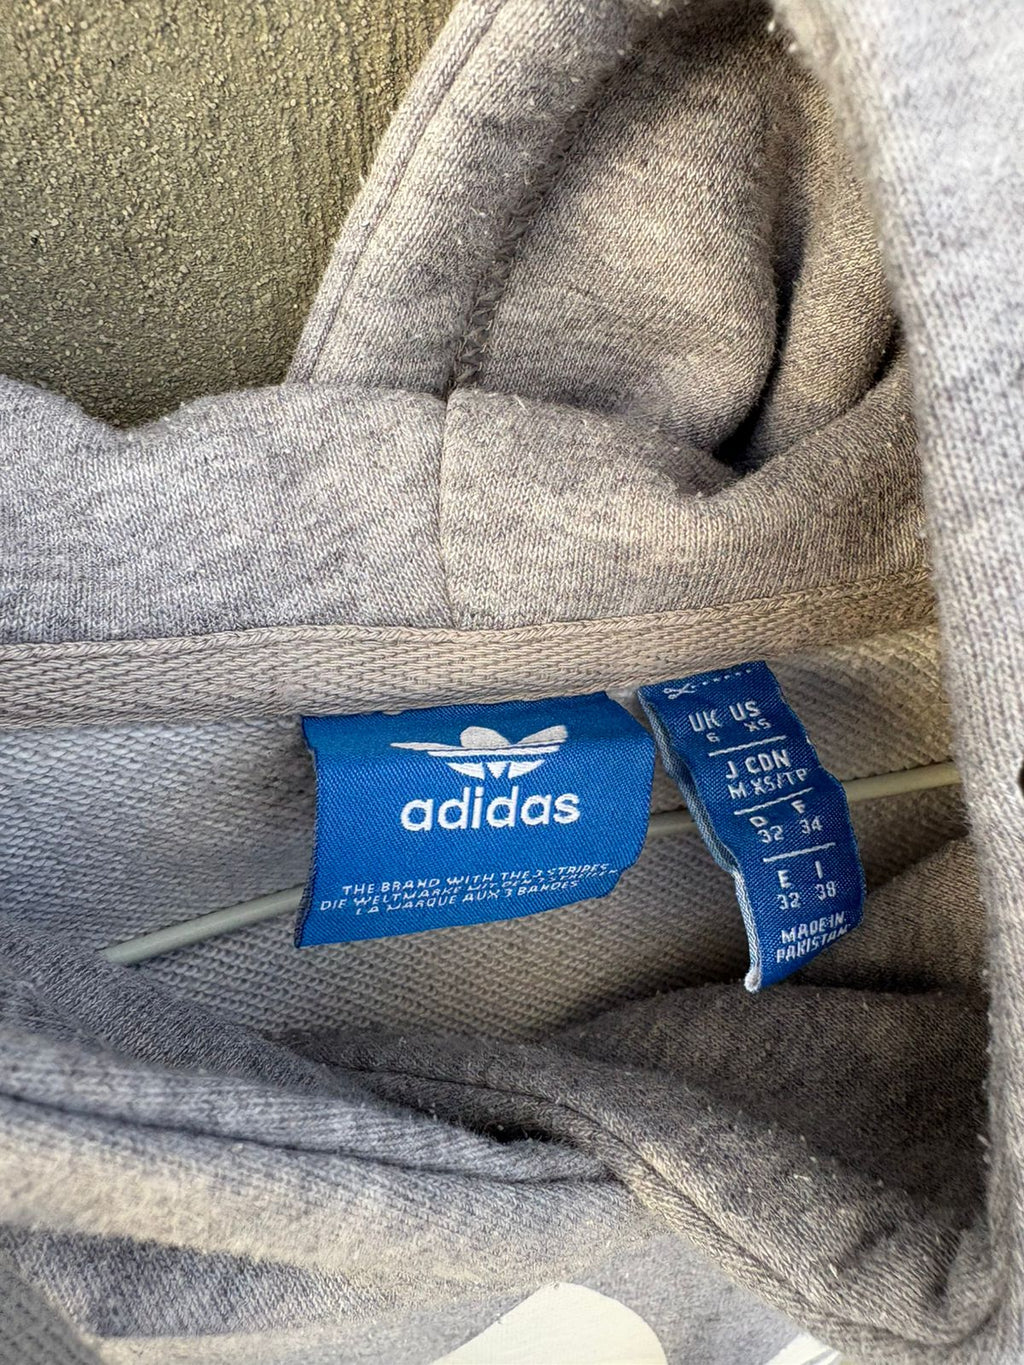 adidas
THE BRAND WITH THE 3 STRIPES
DIE WELTMARKE MIT DEN 3 STREIFEN
LA MARQUE AUX 3 BANDES
UK US
6 XS
J CDN
M XS/TP
D F
32 34
E I
32 38
MADE IN
PAKISTAN